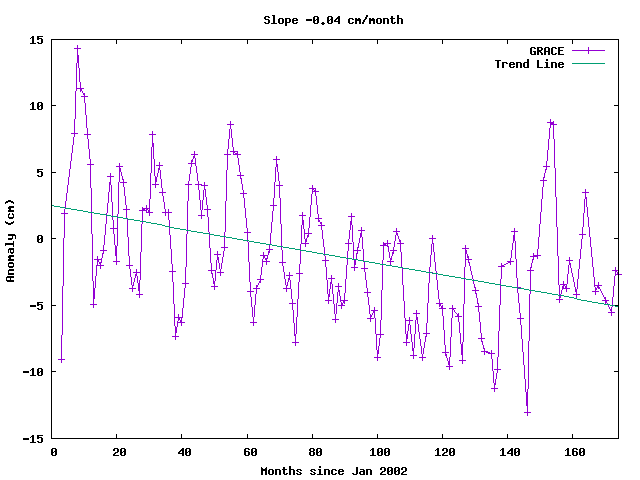 Slope -0.04 cm/month
GRACE
Trend Line
15
10
5
0
-5
-10
-15
Anomaly (cm)
0 20 40 60 80 100 120 140 160
Months since Jan 2002